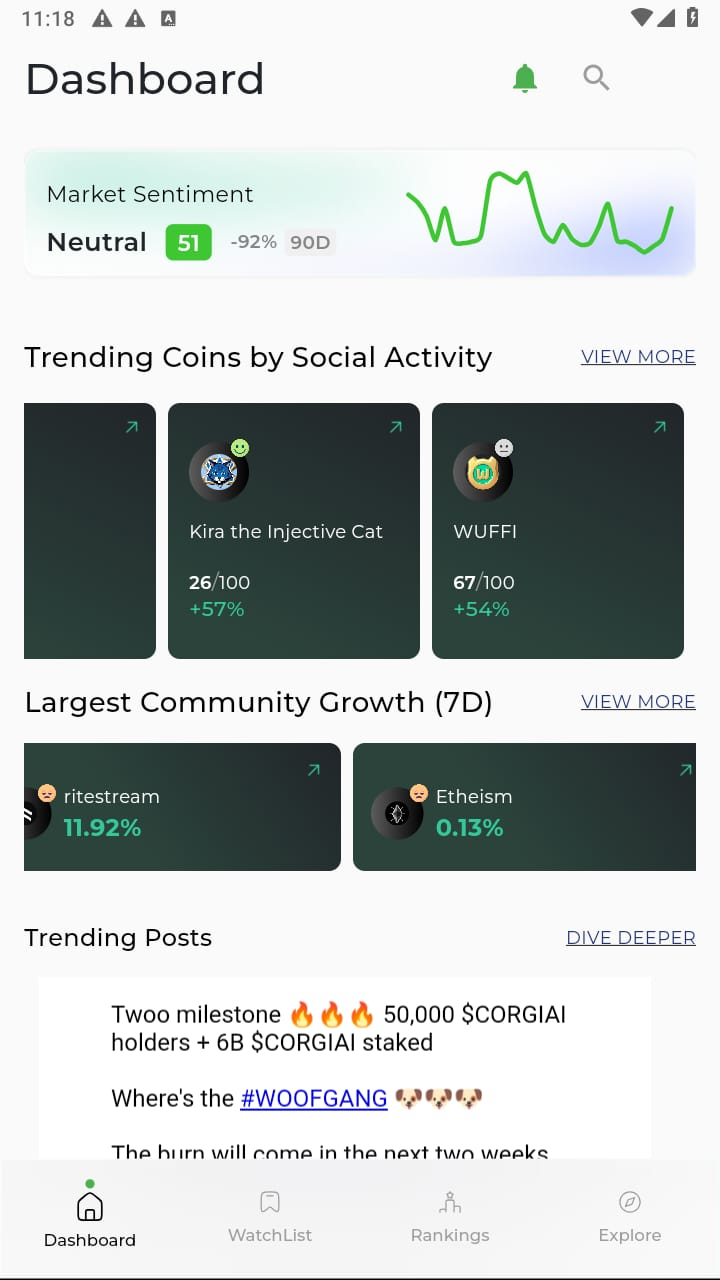 11:18
Dashboard
Market Sentiment
Neutral 51 -92% 90D
Trending Coins by Social Activity VIEW MORE
Kira the Injective Cat
26/100
+57%
WUFFI
67/100
+54%
Largest Community Growth (7D) VIEW MORE
ritestream
11.92%
Etheism
0.13%
Trending Posts DIVE DEEPER
Twoo milestone 🔥🔥🔥 50,000 $CORGIAI
holders + 6B $CORGIAI staked
Where's the #WOOFGANG 🐶🐶🐶
The burn will come in the next two weeks
Dashboard WatchList Rankings Explore